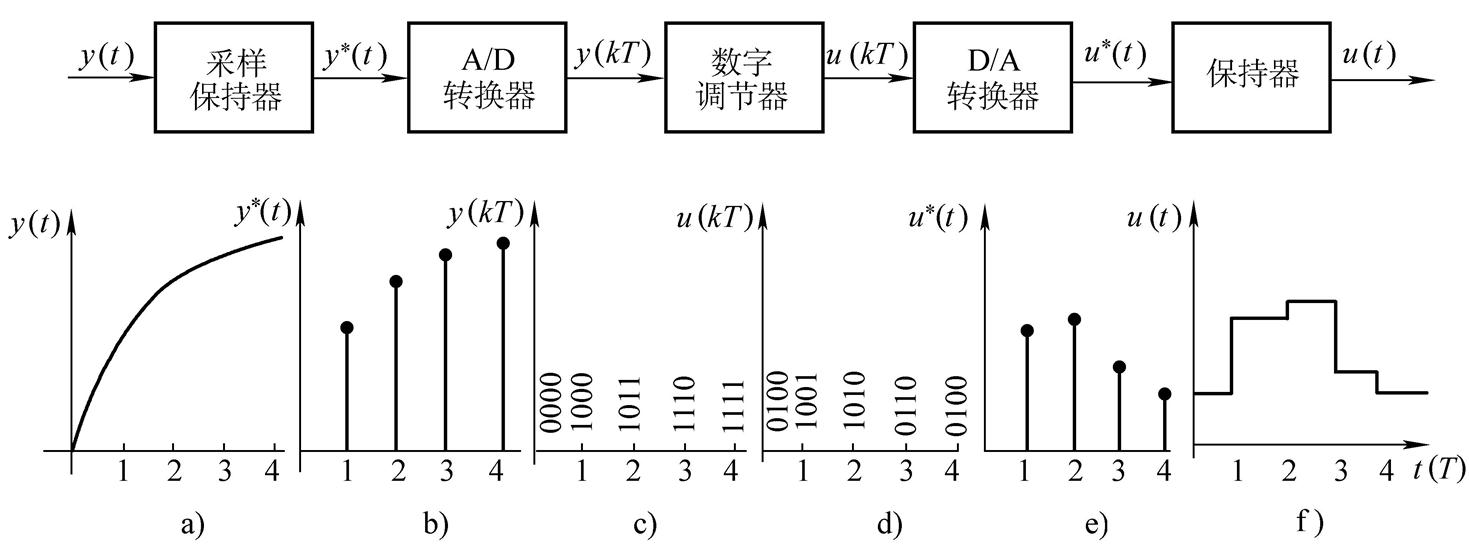 y(t)
采样
保持器
y*(t)
A/D
转换器
y(kT)
数字
调节器
u(kT)
D/A
转换器
u*(t)
保持器
u(t)
y(t)
1 2 3 4
a)
y*(t)
1 2 3 4
b)
y(kT)
0000 1000 1011 1110 1111
1 2 3 4
c)
u(kT)
0100 1001 1010 0110 0100
1 2 3 4
d)
u*(t)
1 2 3 4
e)
u(t)
1 2 3 4 t(T)
f)